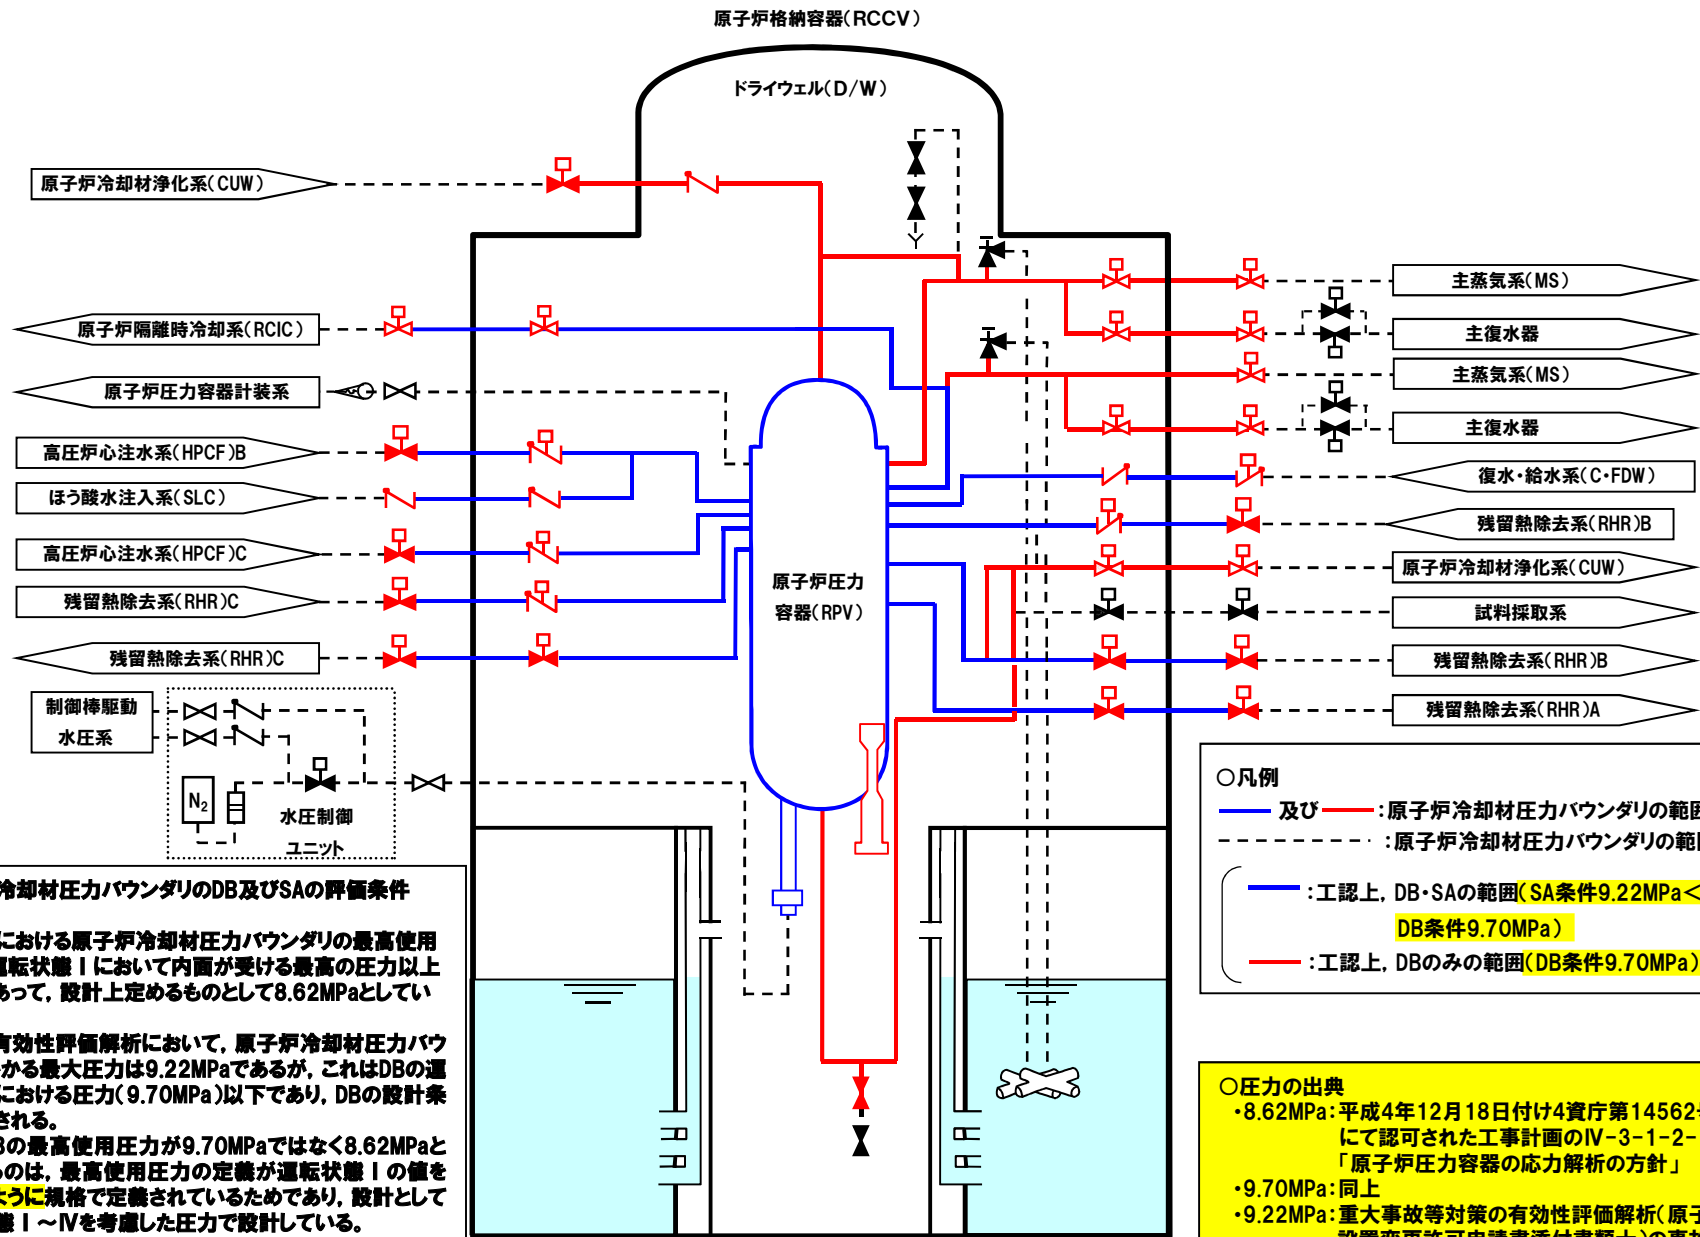 原子炉格納容器(RCCV)
ドライウェル(D/W)
原子炉冷却材浄化系(CUW)
原子炉隔離時冷却系(RCIC)
原子炉圧力容器計装系
高圧炉心注水系(HPCF)B
ほう酸水注入系(SLC)
高圧炉心注水系(HPCF)C
残留熱除去系(RHR)C
残留熱除去系(RHR)C
制御棒駆動
水圧系
N2
水圧制御
ユニット
原子炉圧力
容器(RPV)
主蒸気系(MS)
主復水器
主蒸気系(MS)
主復水器
復水・給水系(C・FDW)
残留熱除去系(RHR)B
原子炉冷却材浄化系(CUW)
試料採取系
残留熱除去系(RHR)B
残留熱除去系(RHR)A
○凡例
及び :原子炉冷却材圧力バウンダリの範囲
:原子炉冷却材圧力バウンダリの範囲
:工認上，DB・SAの範囲(SA条件9.22MPa＜
DB条件9.70MPa)
:工認上，DBのみの範囲(DB条件9.70MPa)
冷却材圧力バウンダリのDB及びSAの評価条件
における原子炉冷却材圧力バウンダリの最高使用
転状態Ⅰにおいて内面が受ける最高の圧力以上
あって，設計上定めるものとして8.62MPaとしてい
有効性評価解析において，原子炉冷却材圧力バウ
かる最大圧力は9.22MPaであるが，これはDBの運
における圧力(9.70MPa)以下であり，DBの設計条
される。
の最高使用圧力が9.70MPaではなく8.62MPaと
のは，最高使用圧力の定義が運転状態Ⅰの値を
ように規格で定義されているためであり，設計として
態Ⅰ～Ⅳを考慮した圧力で設計している。
○圧力の出典
・8.62MPa：平成4年12月18日付け4資庁第14562
にて認可された工事計画のⅣ-3-1-2-
「原子炉圧力容器の応力解析の方針」
・9.70MPa：同上
・9.22MPa：重大事故等対策の有効性評価解析(原子